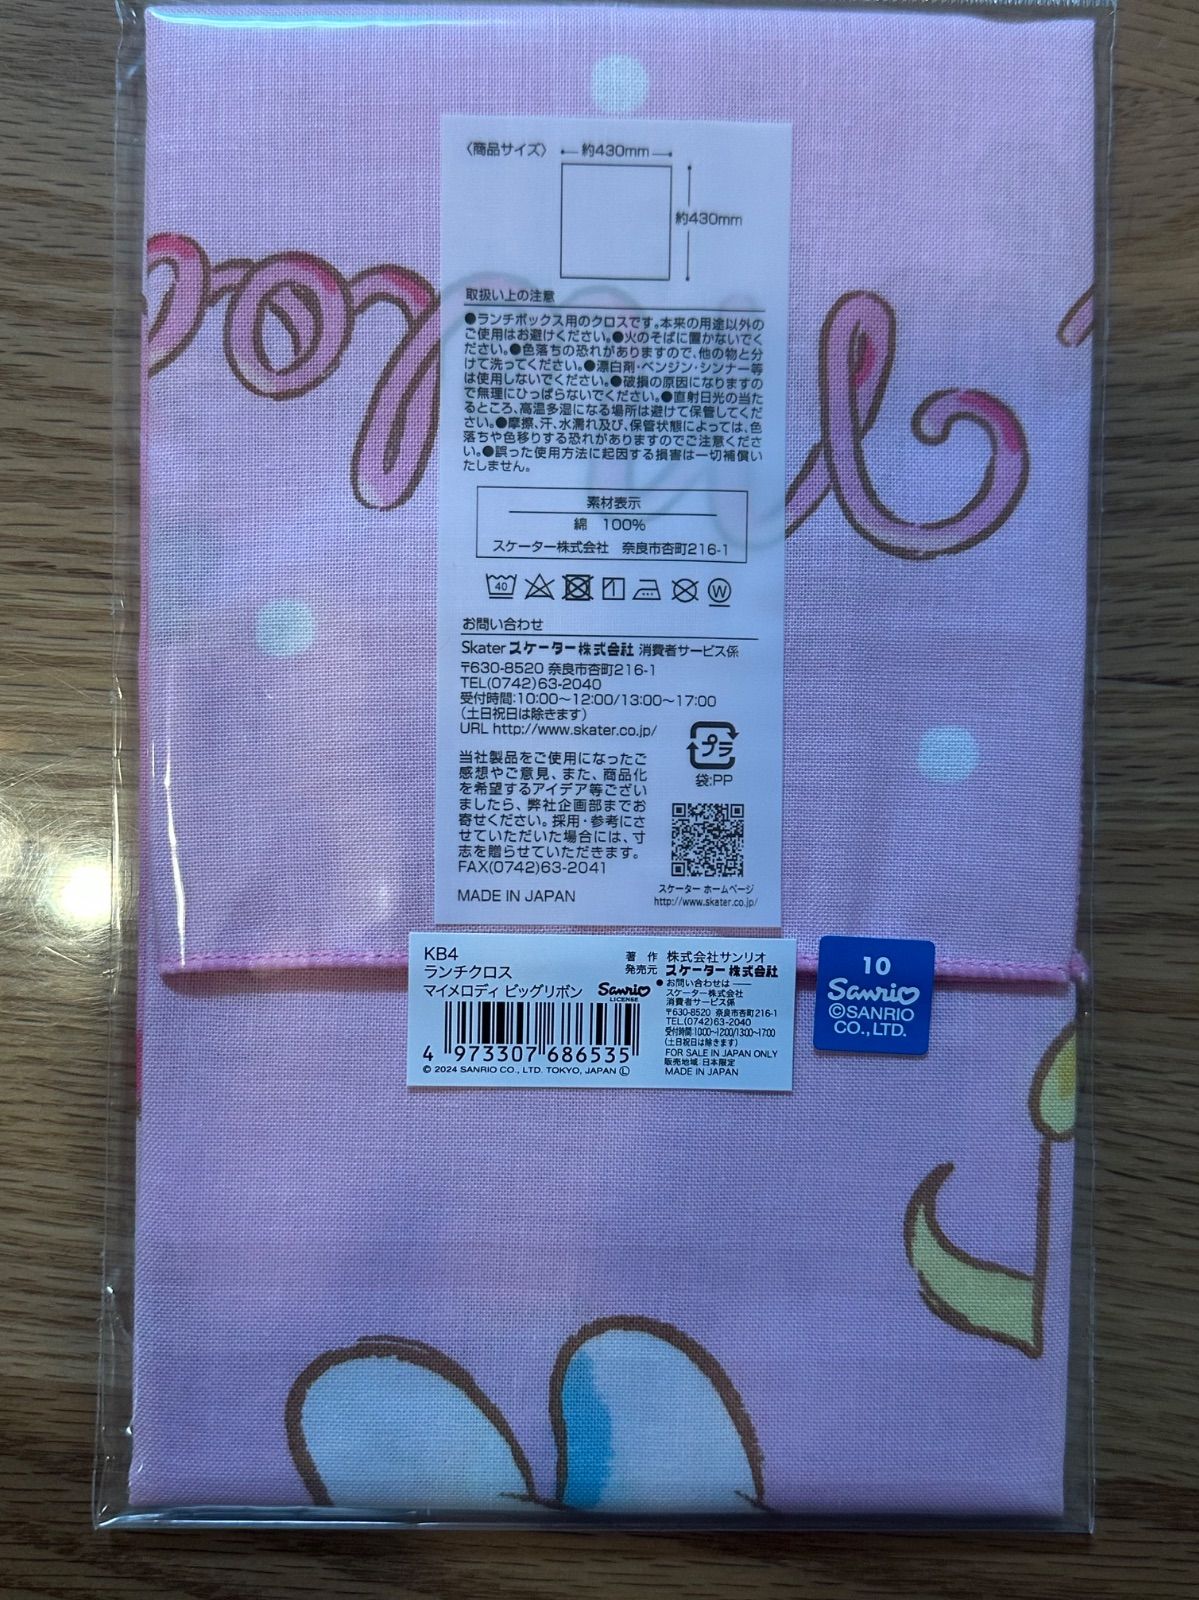 〈商品サイズ〉
約430mm
約430mm
取扱い上の注意
●ランチボックス用のクロスです。本来の用途以外の
ご使用はお避けください。●火のそばに置かないでく
ださい。●色落ちの恐れがありますので、他の物と分
けて洗ってください。●漂白剤・ベンジン・シンナー等
は使用しないでください。●破損の原因になりますの
で無理にひっぱらないでください。●直射日光の当た
るところ、高温多湿になる場所は避けて保管してくだ
さい。●摩擦、汗、水濡れ及び、保管状態によっては、色
落ちや色移りする恐れがありますのでご注意くださ
い。●誤った使用方法に起因する損害は一切補償い
たしません。
素材表示
綿 100%
スケーター株式会社 奈良市杏町216-1
40
W
お問い合わせ
Skater スケーター株式会社 消費者サービス係
〒630-8520 奈良市杏町216-1
TEL(0742)63-2040
受付時間:10:00〜12:00/13:00〜17:00
(土日祝日は除きます)
URL http://www.skater.co.jp/
プラ
袋:PP
当社製品をご使用になったご
感想やご意見、また、商品化
を希望するアイデア等ござい
ましたら、弊社企画部までお
寄せください。採用・参考にさ
せていただいた場合には、寸
志を贈らせていただきます。
FAX(0742)63-2041
MADE IN JAPAN
スケーター ホームページ
http://www.skater.co.jp/
KB4
ランチクロス
マイメロディ ビッグリボン
Sanrio
LICENSE
4 973307 686535
© 2024 SANRIO CO., LTD. TOKYO, JAPAN Ⓛ
著 作 株式会社サンリオ
発売元 スケーター株式会社
●お問い合わせは
スケーター株式会社
消費者サービス係
〒630-8520 奈良市杏町216-1
TEL.(0742)63-2040
受付時間:10:00〜12:00/13:00〜17:00
(土日祝日は除きます)
FOR SALE IN JAPAN ONLY
販売地域:日本限定
MADE IN JAPAN
10
Sanrio
©SANRIO
CO.,LTD.